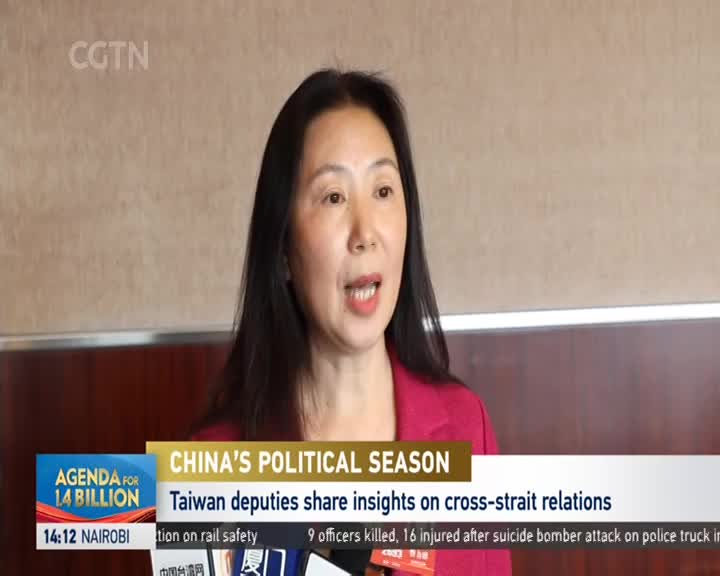 CGTN
CHINA'S POLITICAL SEASON
AGENDA FOR
1.4 BILLION
Taiwan deputies share insights on cross-strait relations
14:12 NAIROBI
tion on rail safety 9 officers killed, 16 injured after suicide bomber attack on police truck in
中国台湾网